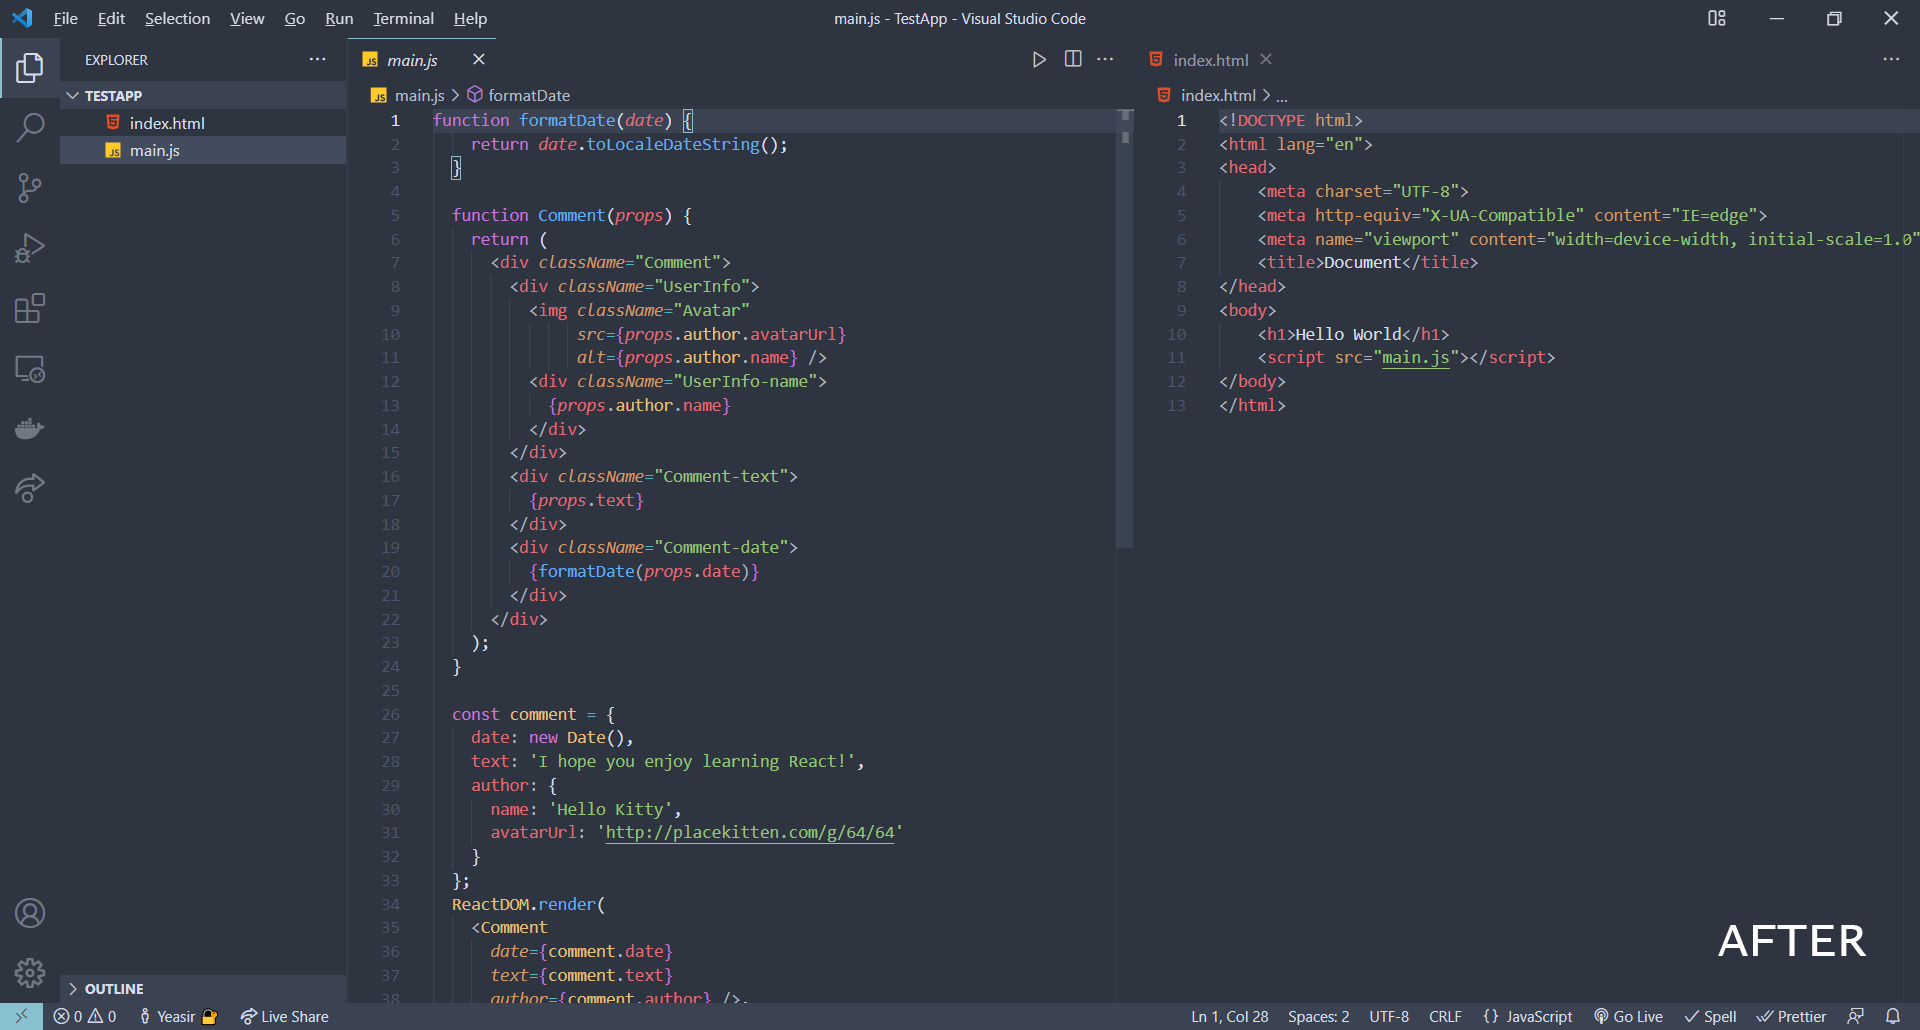 File Edit Selection View Go Run Terminal Help
main.js - TestApp - Visual Studio Code
EXPLORER
TESTAPP
index.html
main.js
OUTLINE
main.js
main.js > formatDate
1 function formatDate(date) {
2 return date.toLocaleDateString();
3 }
4
5 function Comment(props) {
6 return (
7 <div className="Comment">
8 <div className="UserInfo">
9 <img className="Avatar"
10 src={props.author.avatarUrl}
11 alt={props.author.name} />
12 <div className="UserInfo-name">
13 {props.author.name}
14 </div>
15 </div>
16 <div className="Comment-text">
17 {props.text}
18 </div>
19 <div className="Comment-date">
20 {formatDate(props.date)}
21 </div>
22 </div>
23 );
24 }
25
26 const comment = {
27 date: new Date(),
28 text: 'I hope you enjoy learning React!',
29 author: {
30 name: 'Hello Kitty',
31 avatarUrl: 'http://placekitten.com/g/64/64'
32 }
33 };
34 ReactDOM.render(
35 <Comment
36 date={comment.date}
37 text={comment.text}
38 author={comment.author} />,
index.html
index.html > ...
1 <!DOCTYPE html>
2 <html lang="en">
3 <head>
4 <meta charset="UTF-8">
5 <meta http-equiv="X-UA-Compatible" content="IE=edge">
6 <meta name="viewport" content="width=device-width, initial-scale=1.0"
7 <title>Document</title>
8 </head>
9 <body>
10 <h1>Hello World</h1>
11 <script src="main.js"></script>
12 </body>
13 </html>
AFTER
0 0 Yeasir Live Share Ln 1, Col 28 Spaces: 2 UTF-8 CRLF {} JavaScript Go Live Spell Prettier